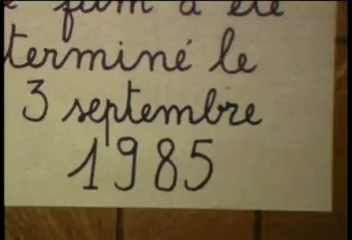 film a été
terminé le
3 septembre
1985